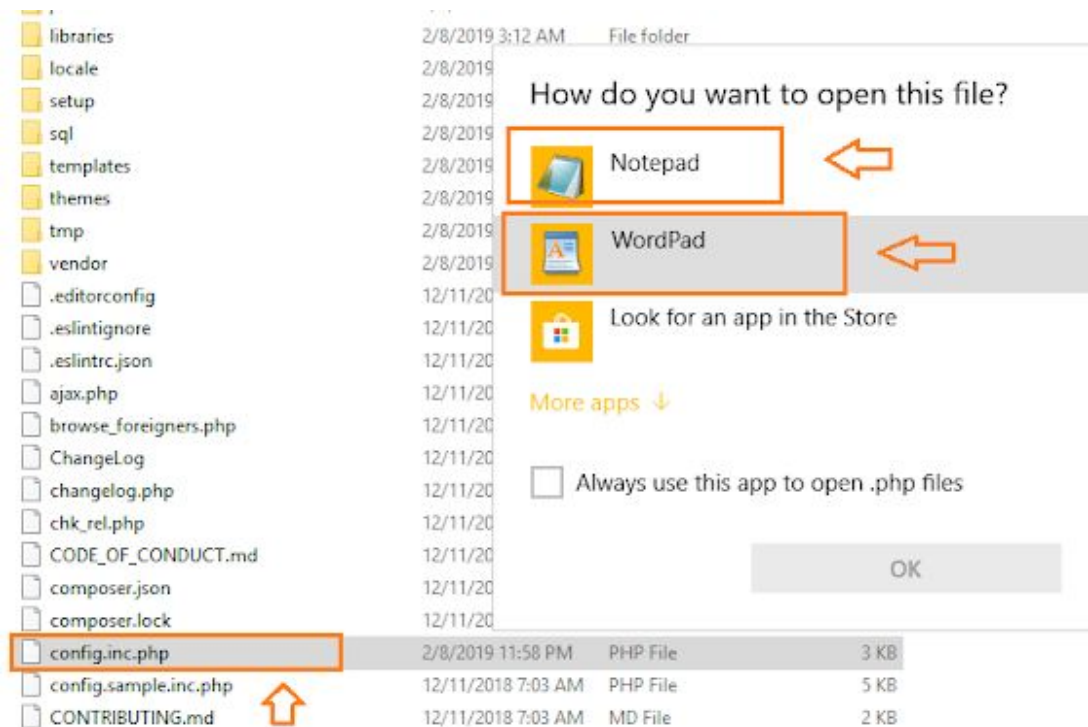 libraries 2/8/2019 3:12 AM File folder
locale 2/8/2019
setup 2/8/2019
sql 2/8/2019
templates 2/8/2019
themes 2/8/2019
tmp 2/8/2019
vendor 2/8/2019
.editorconfig 12/11/20
.eslintignore 12/11/20
.eslintrc.json 12/11/20
ajax.php 12/11/20
browse_foreigners.php 12/11/20
ChangeLog 12/11/20
changelog.php 12/11/20
chk_rel.php 12/11/20
CODE_OF_CONDUCT.md 12/11/20
composer.json 12/11/20
composer.lock 12/11/20
config.inc.php 2/8/2019 11:58 PM PHP File 3 KB
config.sample.inc.php 12/11/2018 7:03 AM PHP File 5 KB
CONTRIBUTING.md 12/11/2018 7:03 AM MD File 2 KB
How do you want to open this file?
Notepad
WordPad
Look for an app in the Store
More apps
Always use this app to open .php files
OK